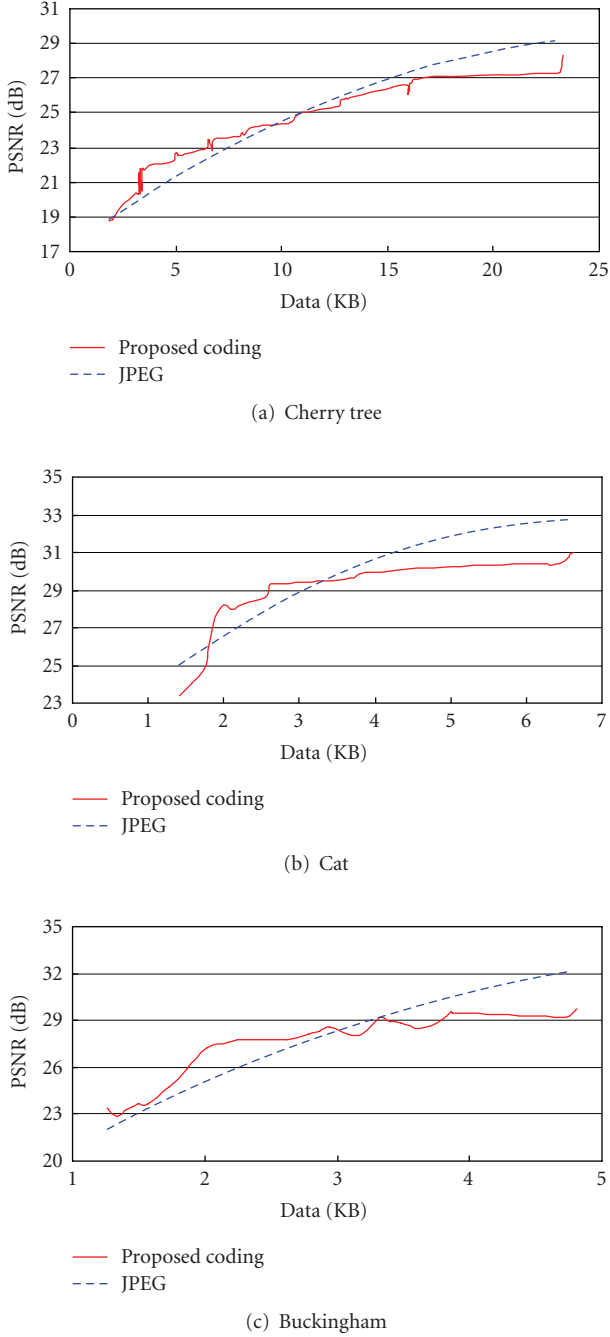 31
29
27
25
23
21
19
17
PSNR (dB)
0 5 10 15 20 25
Data (KB)
Proposed coding
JPEG
(a) Cherry tree
35
33
31
29
27
25
23
PSNR (dB)
0 1 2 3 4 5 6 7
Data (KB)
Proposed coding
JPEG
(b) Cat
35
32
29
26
23
20
PSNR (dB)
1 2 3 4 5
Data (KB)
Proposed coding
JPEG
(c) Buckingham